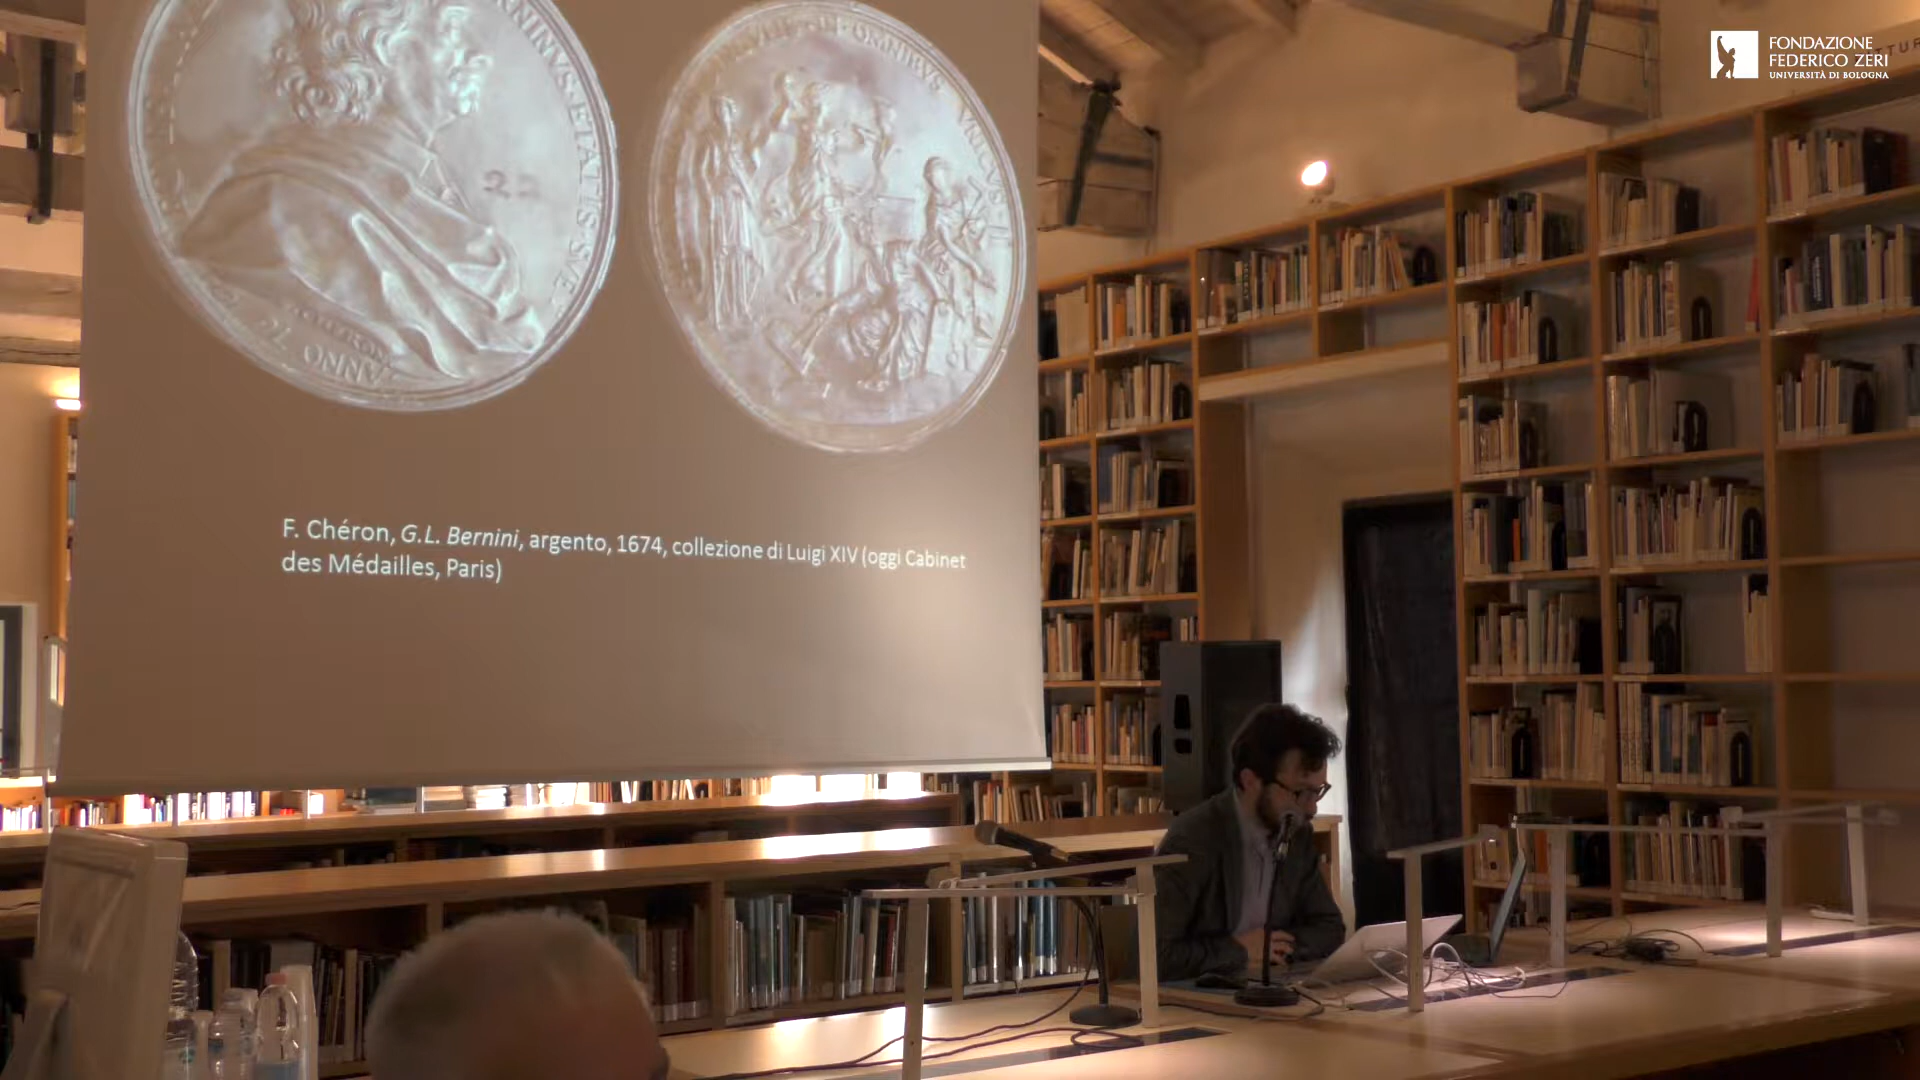 FONDAZIONE
FEDERICO ZERI
UNIVERSITÀ DI BOLOGNA
22
F. Chéron, G.L. Bernini, argento, 1674, collezione di Luigi XIV (oggi Cabinet
des Médailles, Paris)